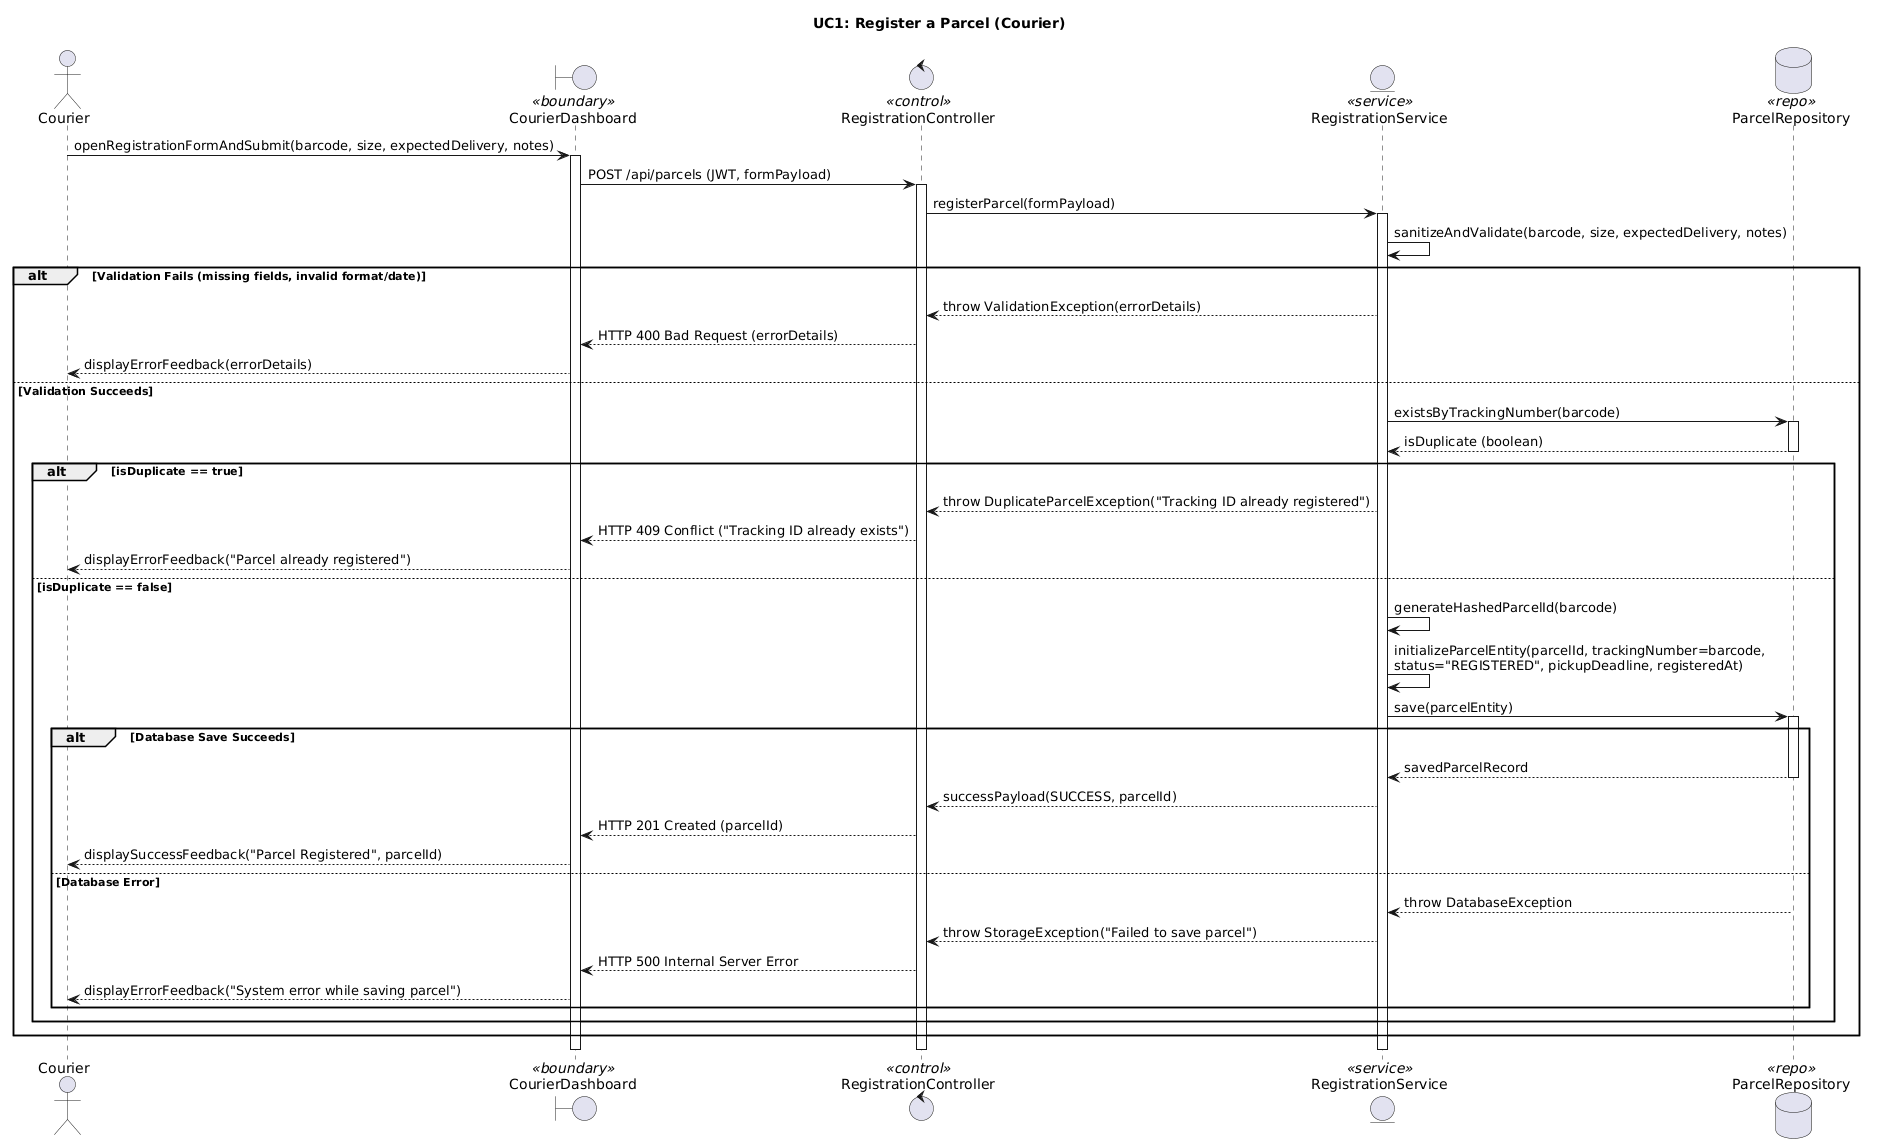 UC1: Register a Parcel (Courier)
Courier
«boundary»
CourierDashboard
«control»
RegistrationController
«service»
RegistrationService
«repo»
ParcelRepository
openRegistrationFormAndSubmit(barcode, size, expectedDelivery, notes)
POST /api/parcels (JWT, formPayload)
registerParcel(formPayload)
sanitizeAndValidate(barcode, size, expectedDelivery, notes)
alt [Validation Fails (missing fields, invalid format/date)]
throw ValidationException(errorDetails)
HTTP 400 Bad Request (errorDetails)
displayErrorFeedback(errorDetails)
[Validation Succeeds]
existsByTrackingNumber(barcode)
isDuplicate (boolean)
alt [isDuplicate == true]
throw DuplicateParcelException("Tracking ID already registered")
HTTP 409 Conflict ("Tracking ID already exists")
displayErrorFeedback("Parcel already registered")
[isDuplicate == false]
generateHashedParcelId(barcode)
initializeParcelEntity(parcelId, trackingNumber=barcode,
status="REGISTERED", pickupDeadline, registeredAt)
save(parcelEntity)
alt [Database Save Succeeds]
savedParcelRecord
successPayload(SUCCESS, parcelId)
HTTP 201 Created (parcelId)
displaySuccessFeedback("Parcel Registered", parcelId)
[Database Error]
throw DatabaseException
throw StorageException("Failed to save parcel")
HTTP 500 Internal Server Error
displayErrorFeedback("System error while saving parcel")
Courier
«boundary»
CourierDashboard
«control»
RegistrationController
«service»
RegistrationService
«repo»
ParcelRepository